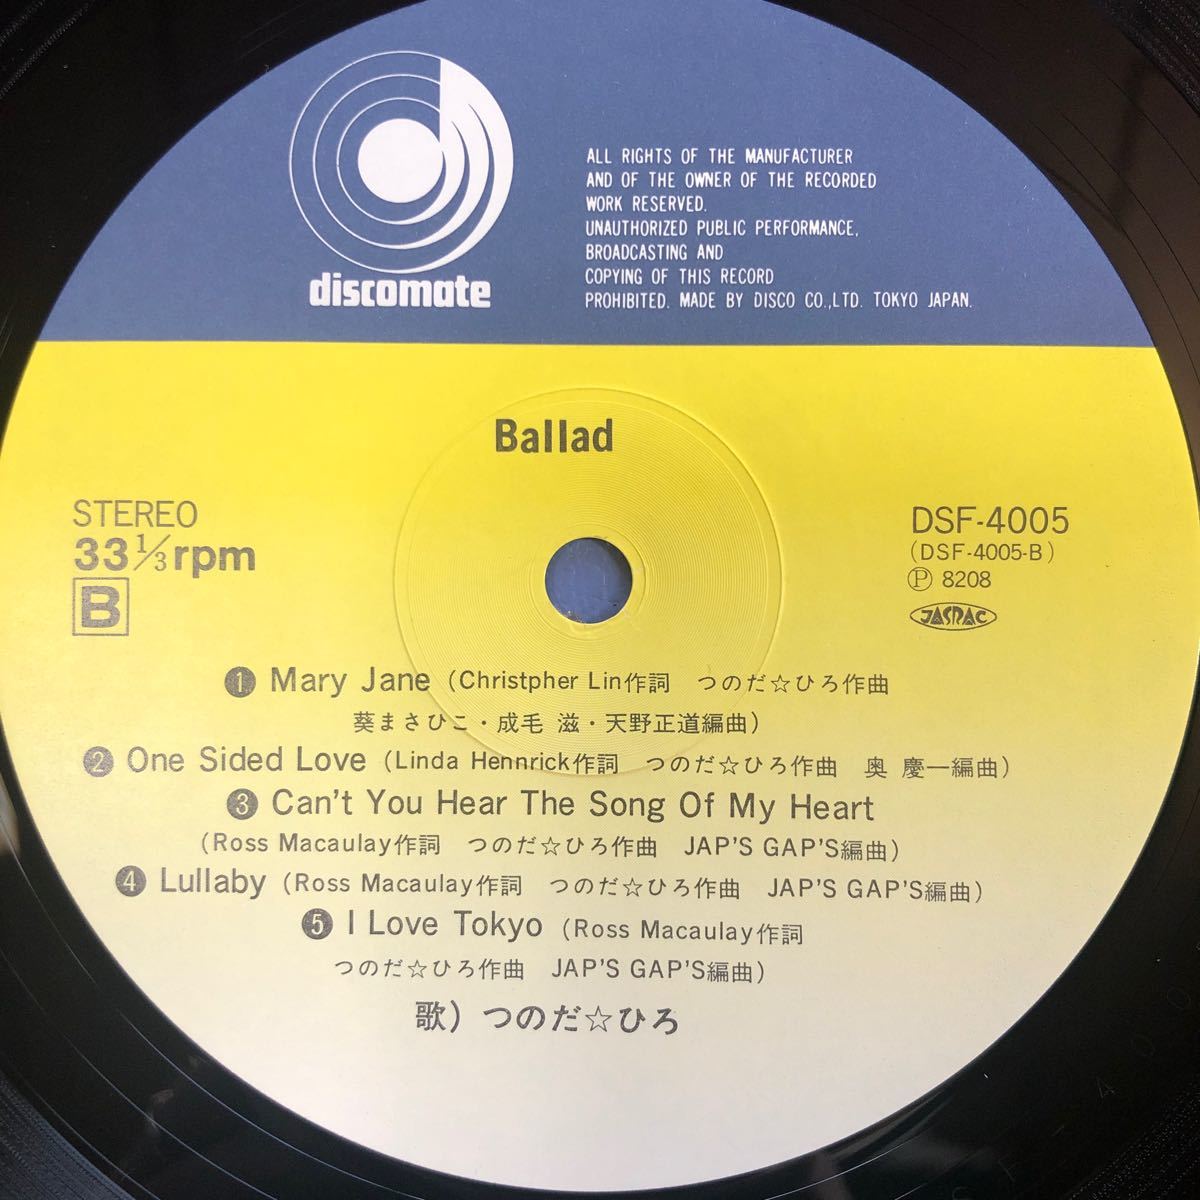 discomate
ALL RIGHTS OF THE MANUFACTURER
AND OF THE OWNER OF THE RECORDED
WORK RESERVED.
UNAUTHORIZED PUBLIC PERFORMANCE,
BROADCASTING AND
COPYING OF THIS RECORD
PROHIBITED. MADE BY DISCO CO.,LTD. TOKYO JAPAN.
Ballad
STEREO
33 1/3 rpm
B
DSF-4005
(DSF-4005-B)
Ⓟ 8208
JASRAC
❶ Mary Jane (Christpher Lin作詞　つのだ☆ひろ作曲
葵まさひこ・成毛 滋・天野正道編曲)
❷ One Sided Love (Linda Hennrick作詞　つのだ☆ひろ作曲　奥 慶一編曲)
❸ Can't You Hear The Song Of My Heart
(Ross Macaulay作詞　つのだ☆ひろ作曲　JAP'S GAP'S編曲)
❹ Lullaby (Ross Macaulay作詞　つのだ☆ひろ作曲　JAP'S GAP'S編曲)
❺ I Love Tokyo (Ross Macaulay作詞
つのだ☆ひろ作曲　JAP'S GAP'S編曲)
歌) つのだ☆ひろ